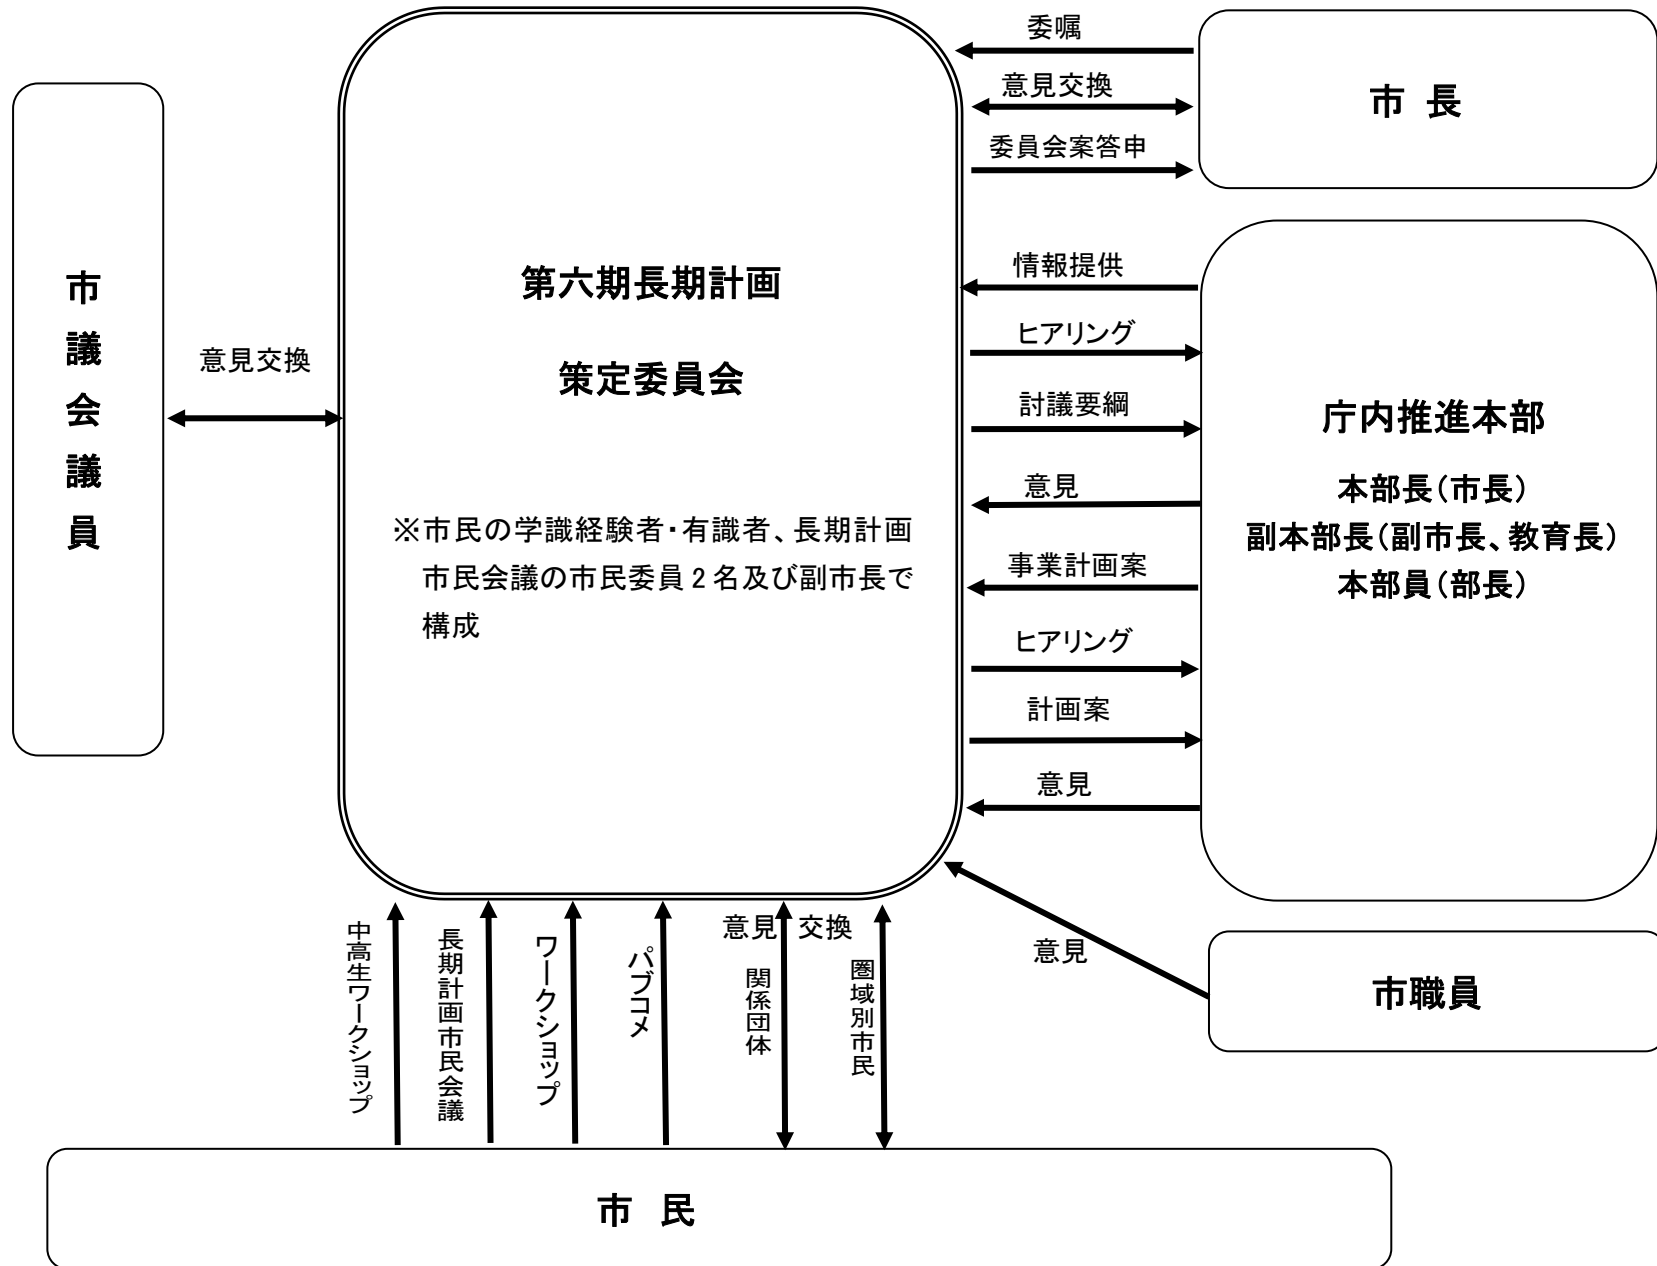 委嘱
意見交換
委員会案答申
市 長
市議会議員
意見交換
第六期長期計画
策定委員会
※市民の学識経験者・有識者、長期計画
市民会議の市民委員2名及び副市長で
構成
情報提供
ヒアリング
討議要綱
意見
事業計画案
ヒアリング
計画案
意見
庁内推進本部
本部長(市長)
副本部長(副市長、教育長)
本部員(部長)
意見
市職員
中高生ワークショップ
長期計画市民会議
ワークショップ
パブコメ
意見 交換
関係団体
圏域別市民
市 民